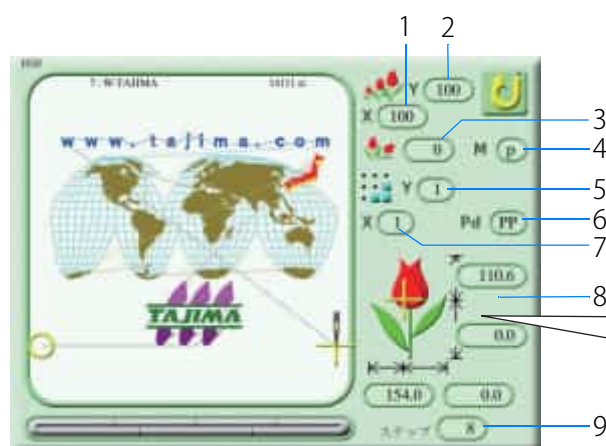 1
2
7. W.TAJIMA
Y 100
X 100
3
www.tajima.com
0
M p
4
Y 1
5
X 1
Pd PP
6
7
110.6
8
TAJIMA
0.0
154.0
0.0
ステップ 8
9